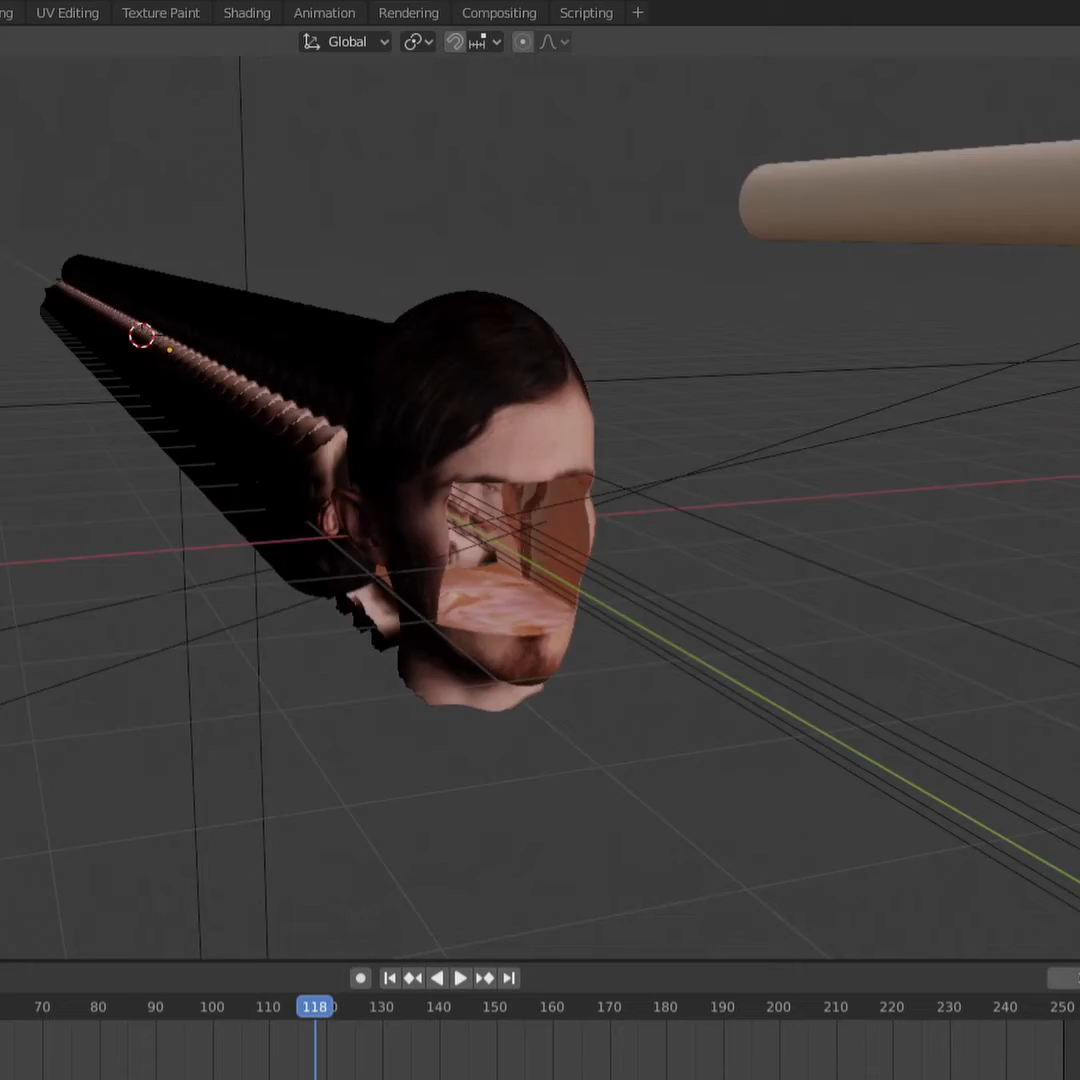 ng UV Editing Texture Paint Shading Animation Rendering Compositing Scripting +
Global
70 80 90 100 110 118 130 140 150 160 170 180 190 200 210 220 230 240 250